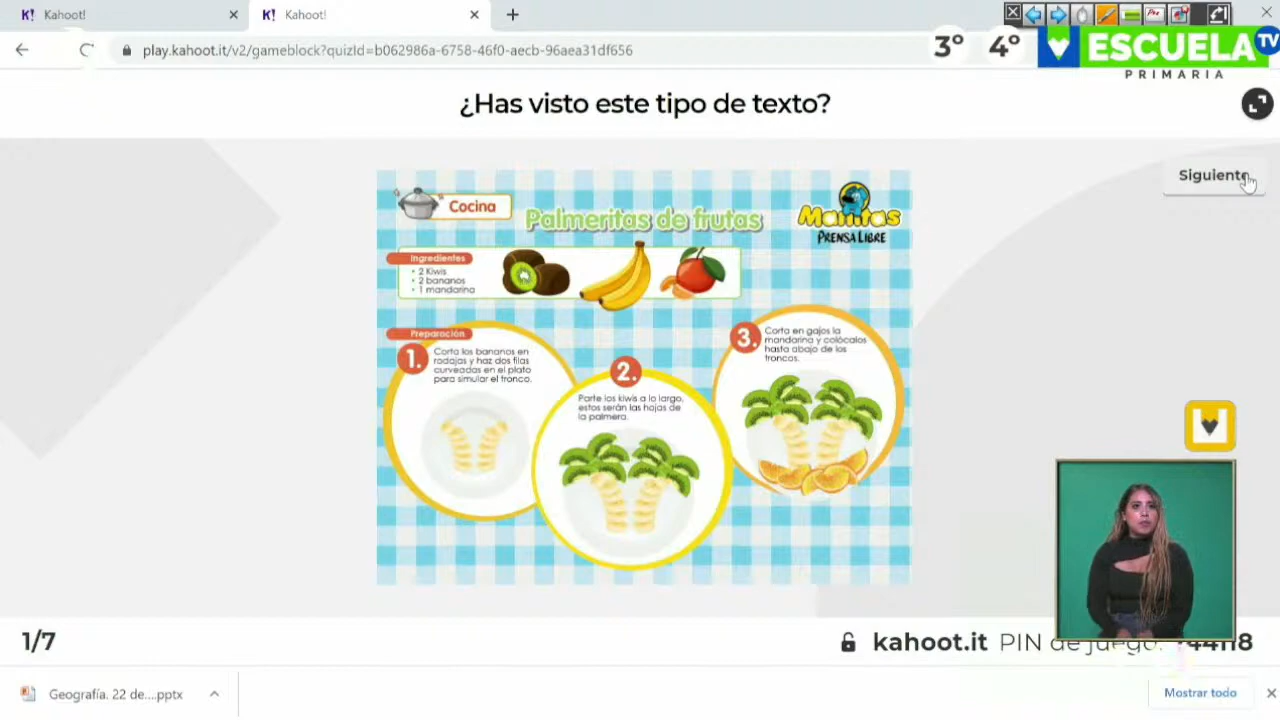 Kahoot!
Kahoot!
play.kahoot.it/v2/gameblock?quizId=b062986a-6758-46f0-aecb-96aea31df656
3° 4°
ESCUELA TV
PRIMARIA
¿Has visto este tipo de texto?
Siguiente
Cocina
Palmeritas de frutas
PRENSA LIBRE
Ingredientes
• 2 Kiwis
• 2 bananos
• 1 mandarina
Preparación
1.
Corta los bananos en
rodajas y haz dos filas
curveadas en el plato
para simular el tronco.
2.
Parte los kiwis a lo largo,
estos serán las hojas de
la palmera.
3.
Corta en gajos la
mandarina y colócalos
hasta abajo de los
troncos.
1/7
kahoot.it PIN de juego:
Geografía. 22 de....pptx
Mostrar todo